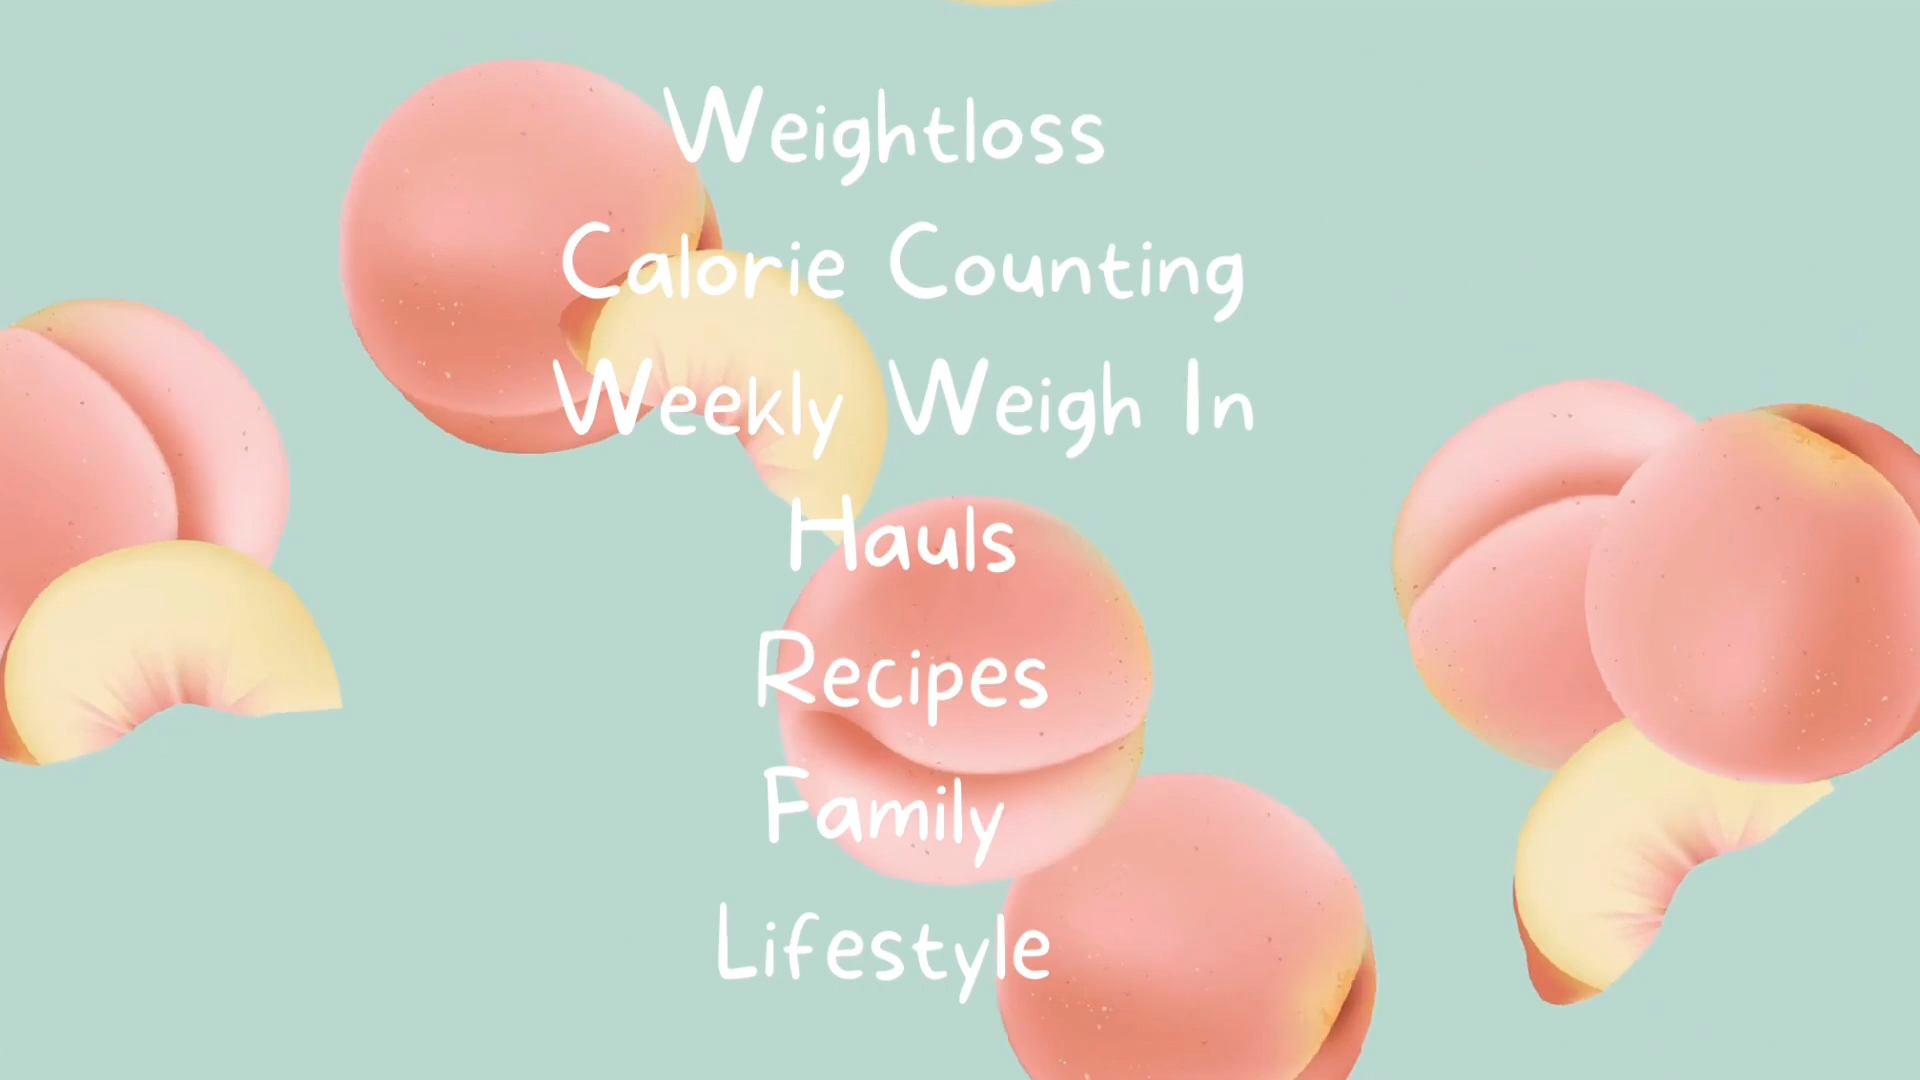 Weightloss
Calorie Counting
Weekly Weigh In
Hauls
Recipes
Family
Lifestyle